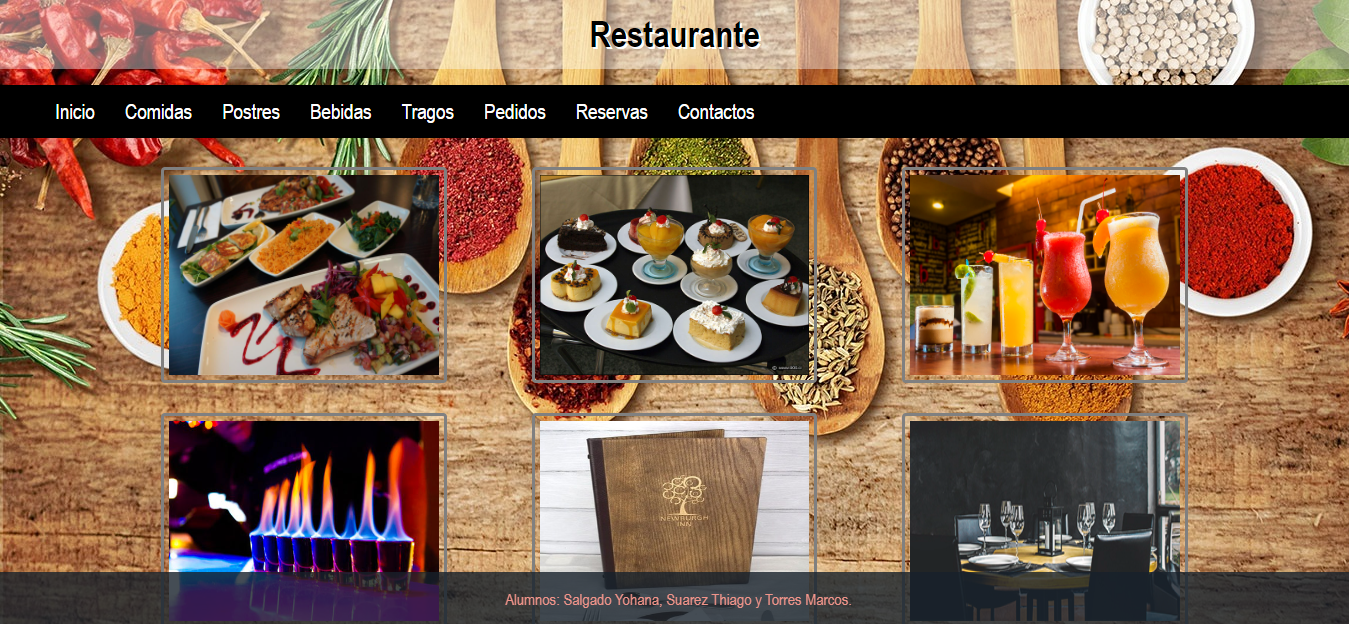 Restaurante
Inicio Comidas Postres Bebidas Tragos Pedidos Reservas Contactos
NEWBURGH
INN
Alumnos: Salgado Yohana, Suarez Thiago y Torres Marcos.